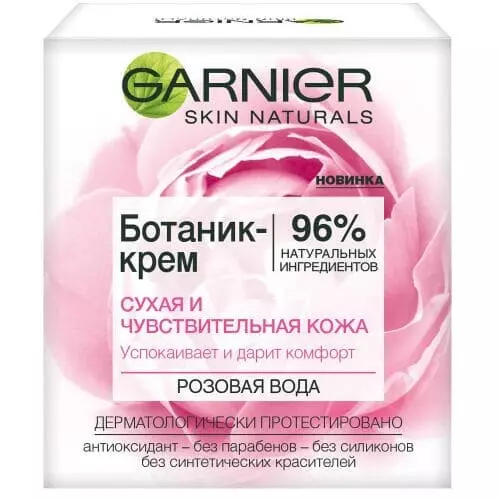 GARNIER
SKIN NATURALS
НОВИНКА
Ботаник-
крем
96%
НАТУРАЛЬНЫХ
ИНГРЕДИЕНТОВ
СУХАЯ И
ЧУВСТВИТЕЛЬНАЯ КОЖА
Успокаивает и дарит комфорт
РОЗОВАЯ ВОДА
ДЕРМАТОЛОГИЧЕСКИ ПРОТЕСТИРОВАНО
антиоксидант – без парабенов – без силиконов
без синтетических красителей